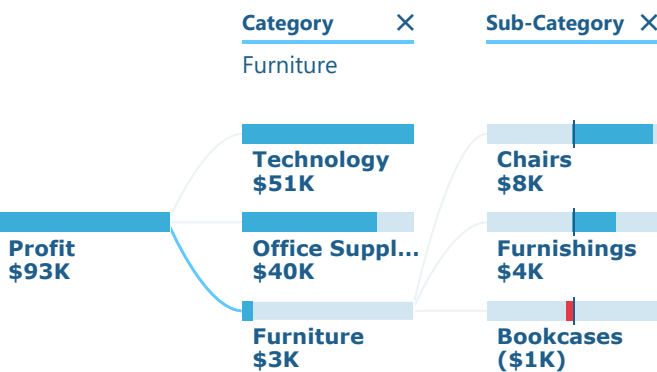 Category ✕
Sub-Category ✕
Furniture
Technology
$51K
Chairs
$8K
Profit
$93K
Office Suppl...
$40K
Furnishings
$4K
Furniture
$3K
Bookcases
($1K)